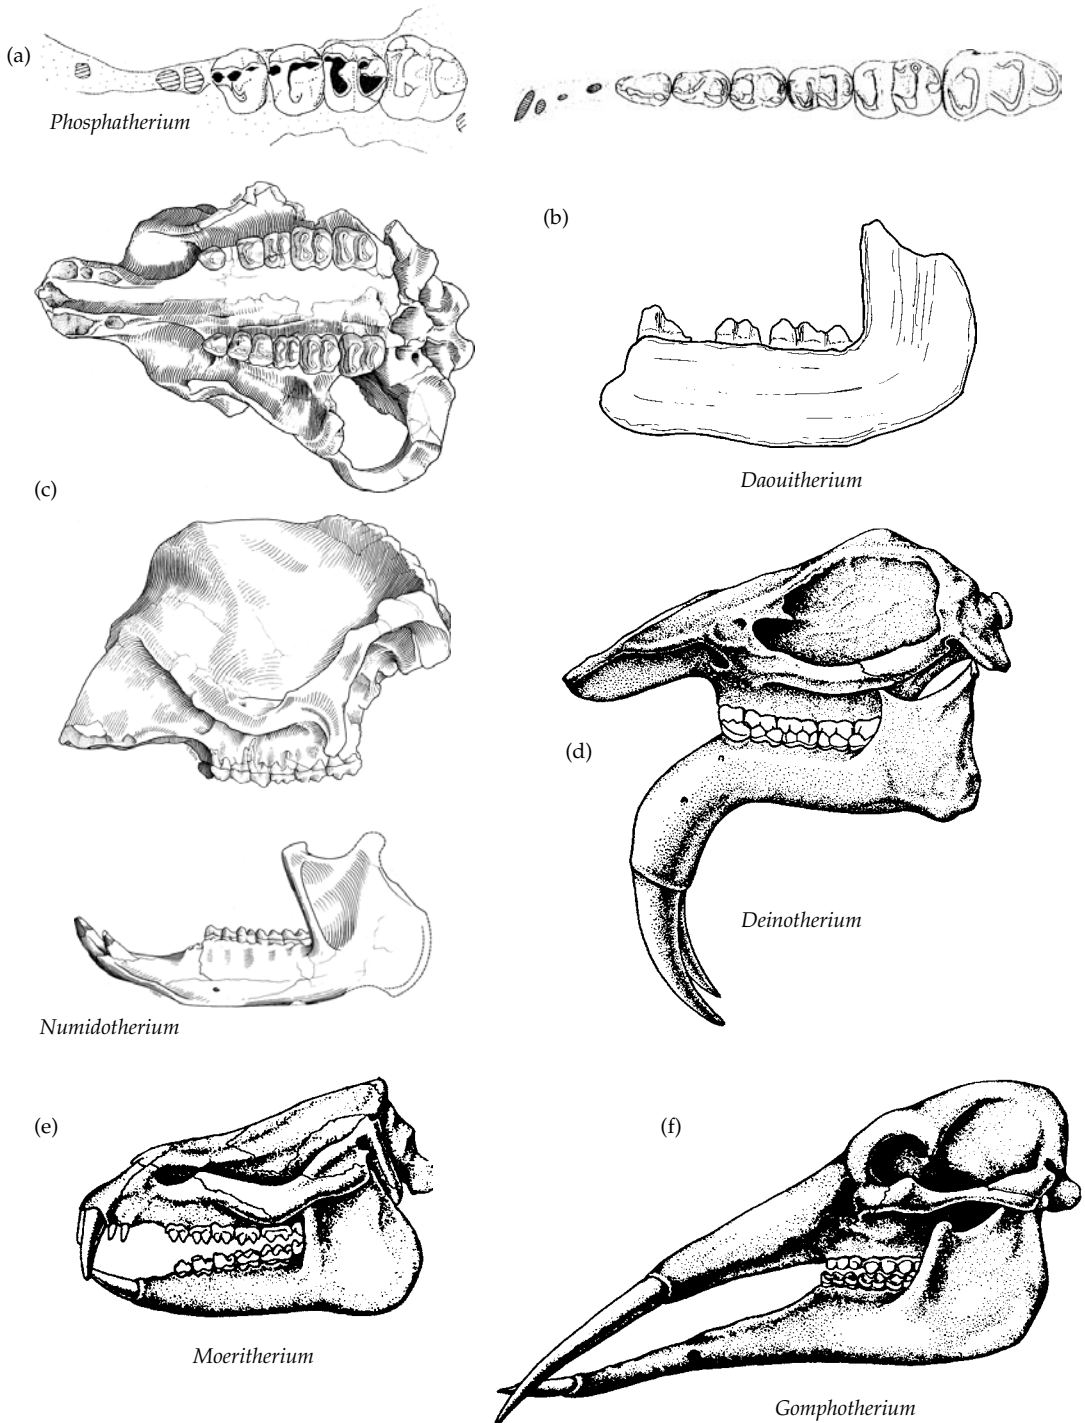 (a)
Phosphatherium
(b)
Daouitherium
(c)
Numidotherium
(d)
Deinotherium
(e)
Moeritherium
(f)
Gomphotherium